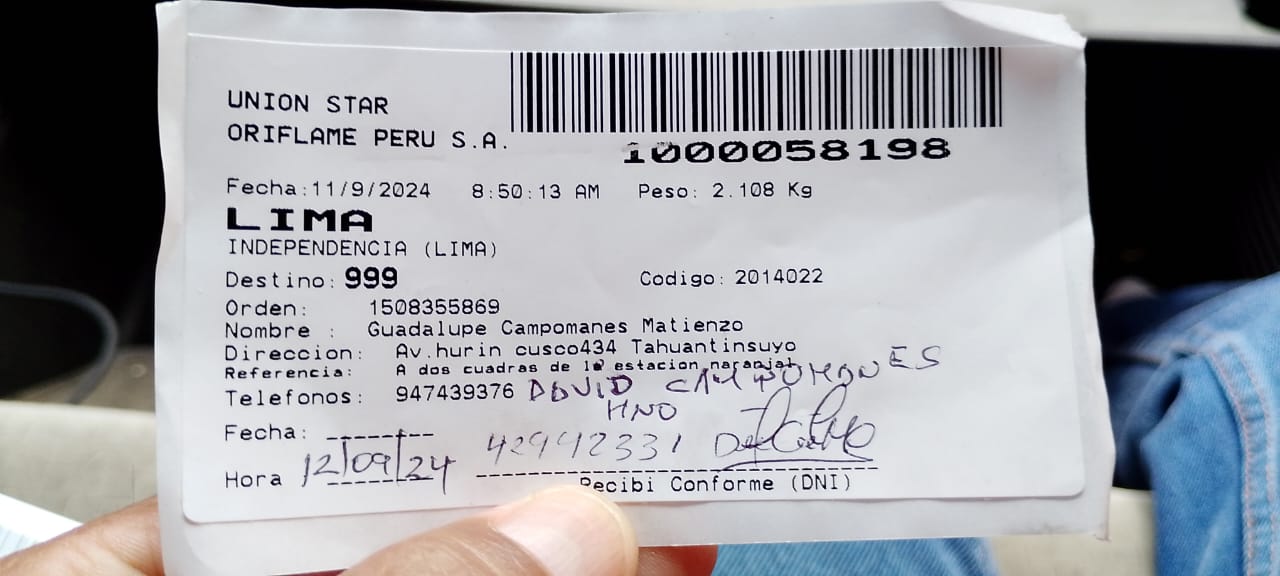 UNION STAR
ORIFLAME PERU S.A.
1000058198
Fecha:11/9/2024 8:50:13 AM Peso: 2.108 Kg
LIMA
INDEPENDENCIA (LIMA)
Destino: 999 Codigo: 2014022
Orden: 1508355869
Nombre : Guadalupe Campomanes Matienzo
Direccion: Av.hurin cusco434 Tahuantinsuyo
Referencia: A dos cuadras de la estacion naranjal
Telefonos: 947439376 DAVID CAMPOMANES
HNO
Fecha: 42942331
Hora 12/09/24
Recibi Conforme (DNI)